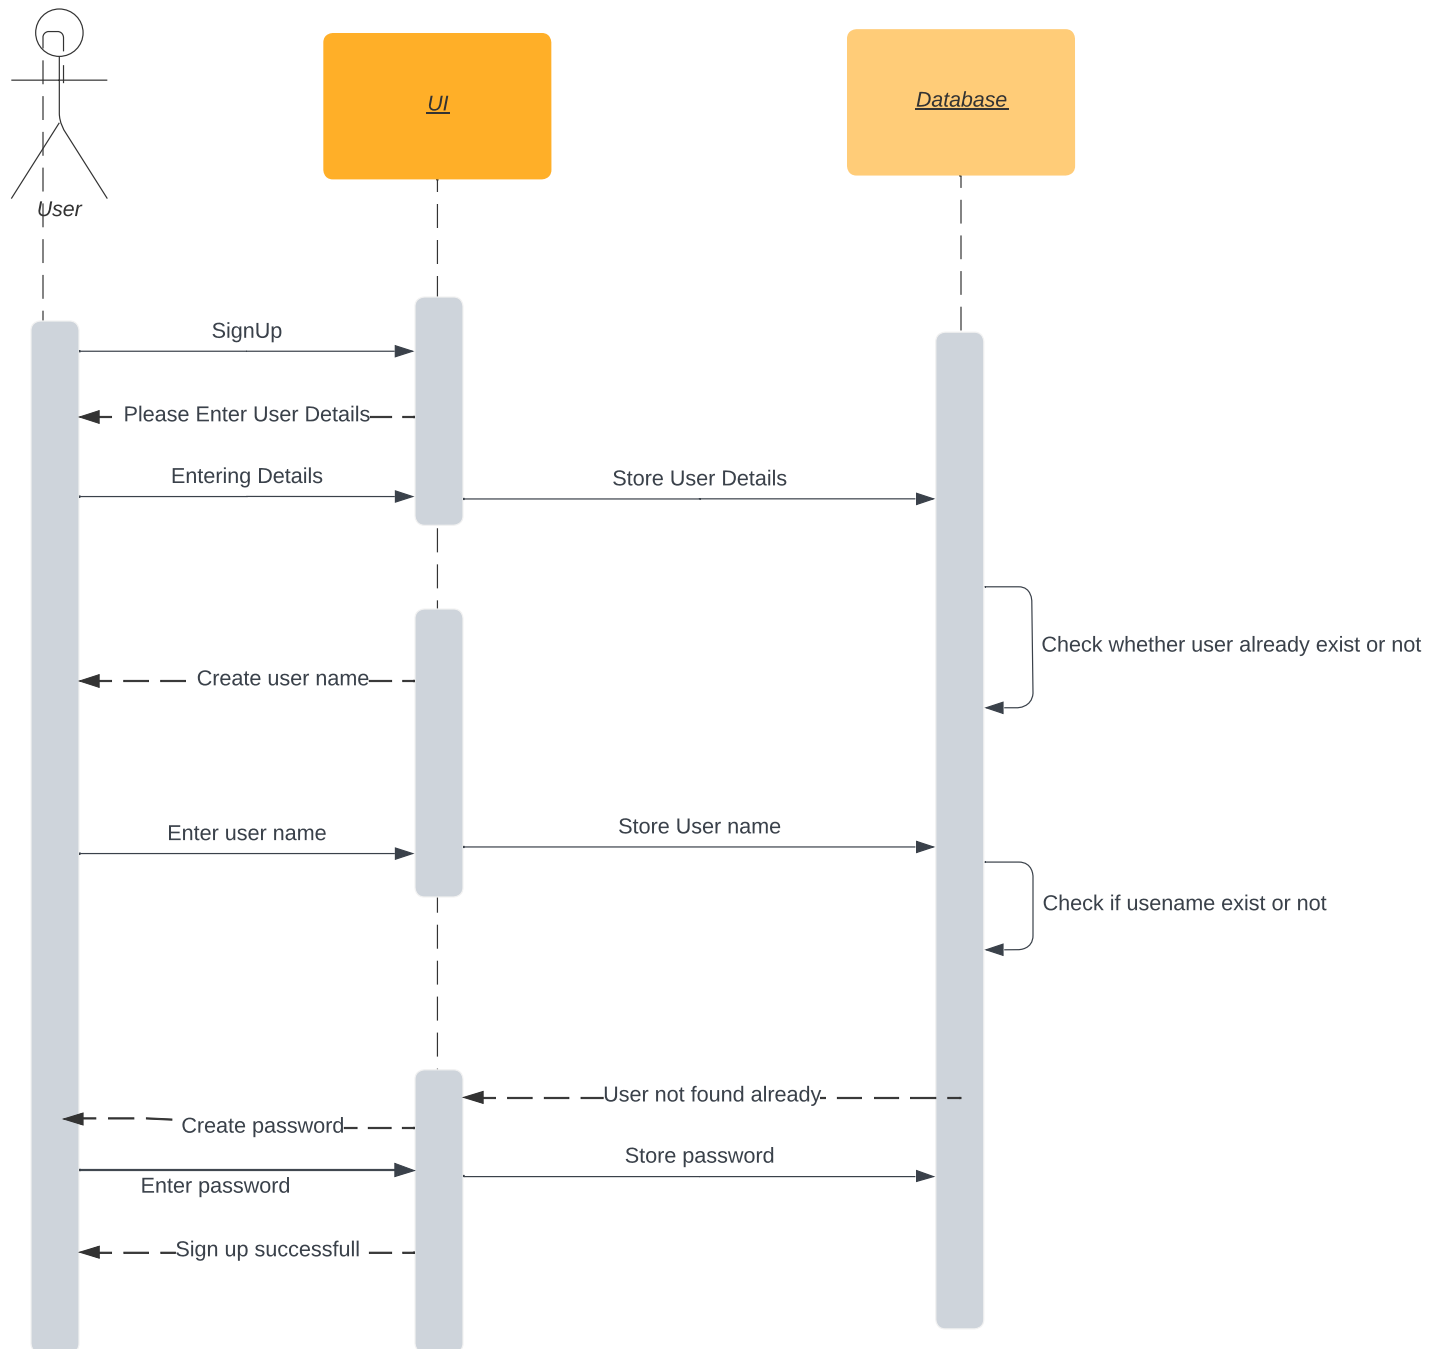 UI
Database
User
SignUp
Please Enter User Details
Entering Details
Store User Details
Check whether user already exist or not
Create user name
Enter user name
Store User name
Check if usename exist or not
User not found already
Create password
Store password
Enter password
Sign up successfull